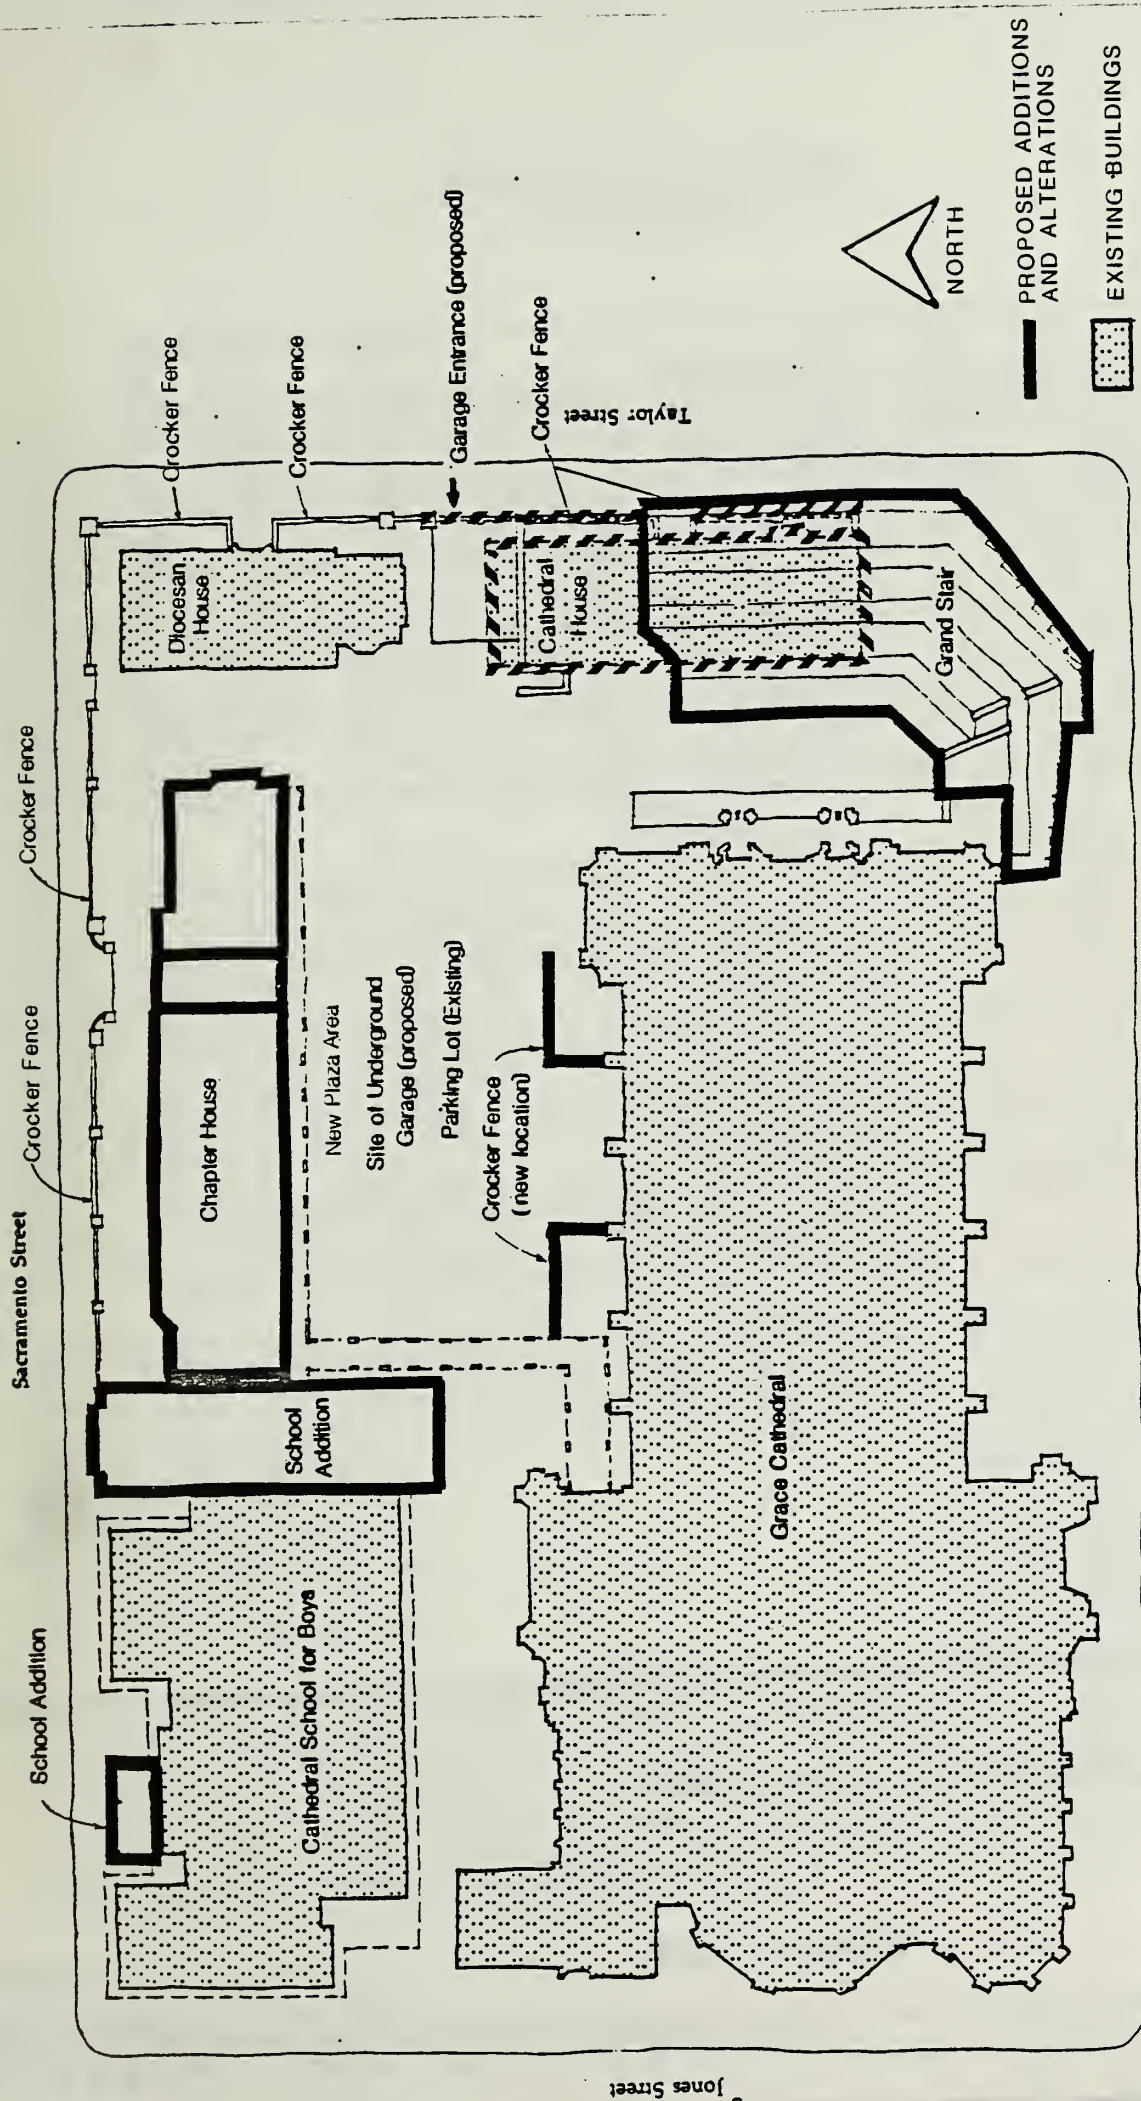 Sacramento Street
School Addition
Crocker Fence
Crocker Fence
Crocker Fence
Crocker Fence
Diocesan
House
Chapter House
School
Addition
Cathedral School for Boys
New Plaza Area
Site of Underground
Garage (proposed)
Parking Lot (Existing)
Crocker Fence
(new location)
Garage Entrance (proposed)
Cathedral
House
Crocker Fence
Taylor Street
Grand Stair
Grace Cathedral
Jones Street
NORTH
PROPOSED ADDITIONS
AND ALTERATIONS
EXISTING BUILDINGS